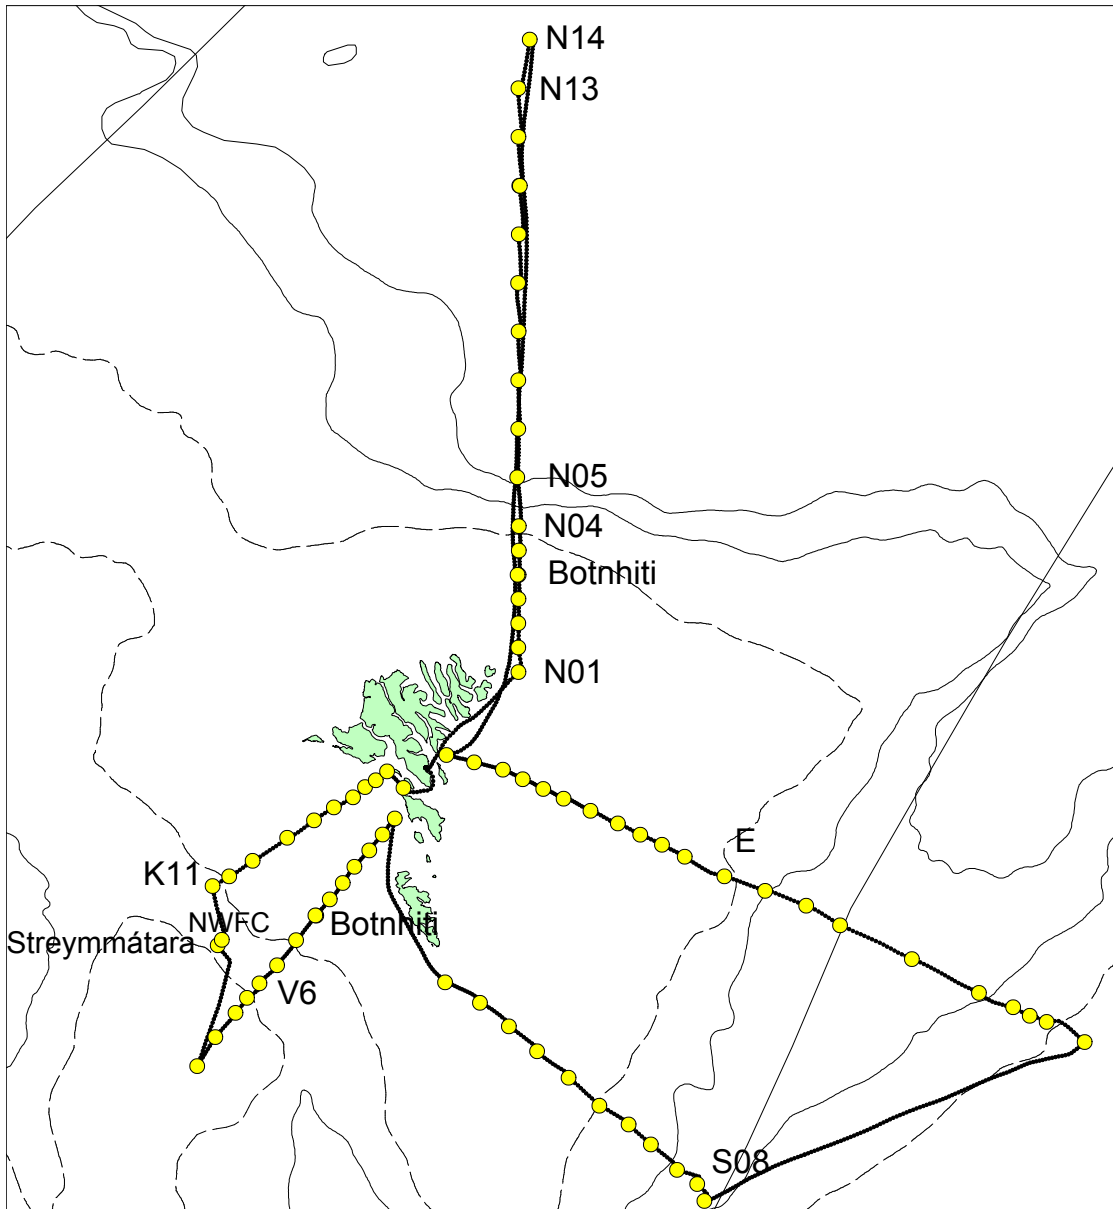 N14
N13
N05
N04
Botnhiti
N01
E
K11
NWFC
Botnhiti
Streymmátara
V6
S08